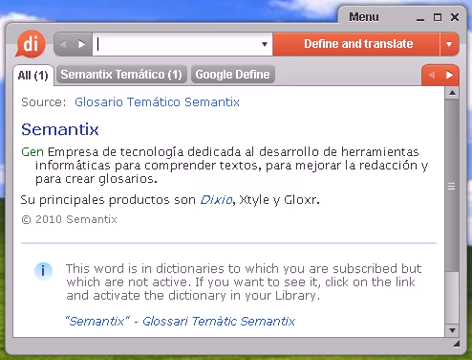 Menu
di
Define and translate
All (1)
Semantix Temático (1)
Google Define
Source: Glosario Temático Semantix
Semantix
Gen Empresa de tecnología dedicada al desarrollo de herramientas
informáticas para comprender textos, para mejorar la redacción y
para crear glosarios.
Su principales productos son Dixio, Xtyle y Gloxr.
© 2010 Semantix
i
This word is in dictionaries to which you are subscribed but
which are not active. If you want to see it, click on the link
and activate the dictionary in your Library.
"Semantix" - Glossari Temàtic Semantix